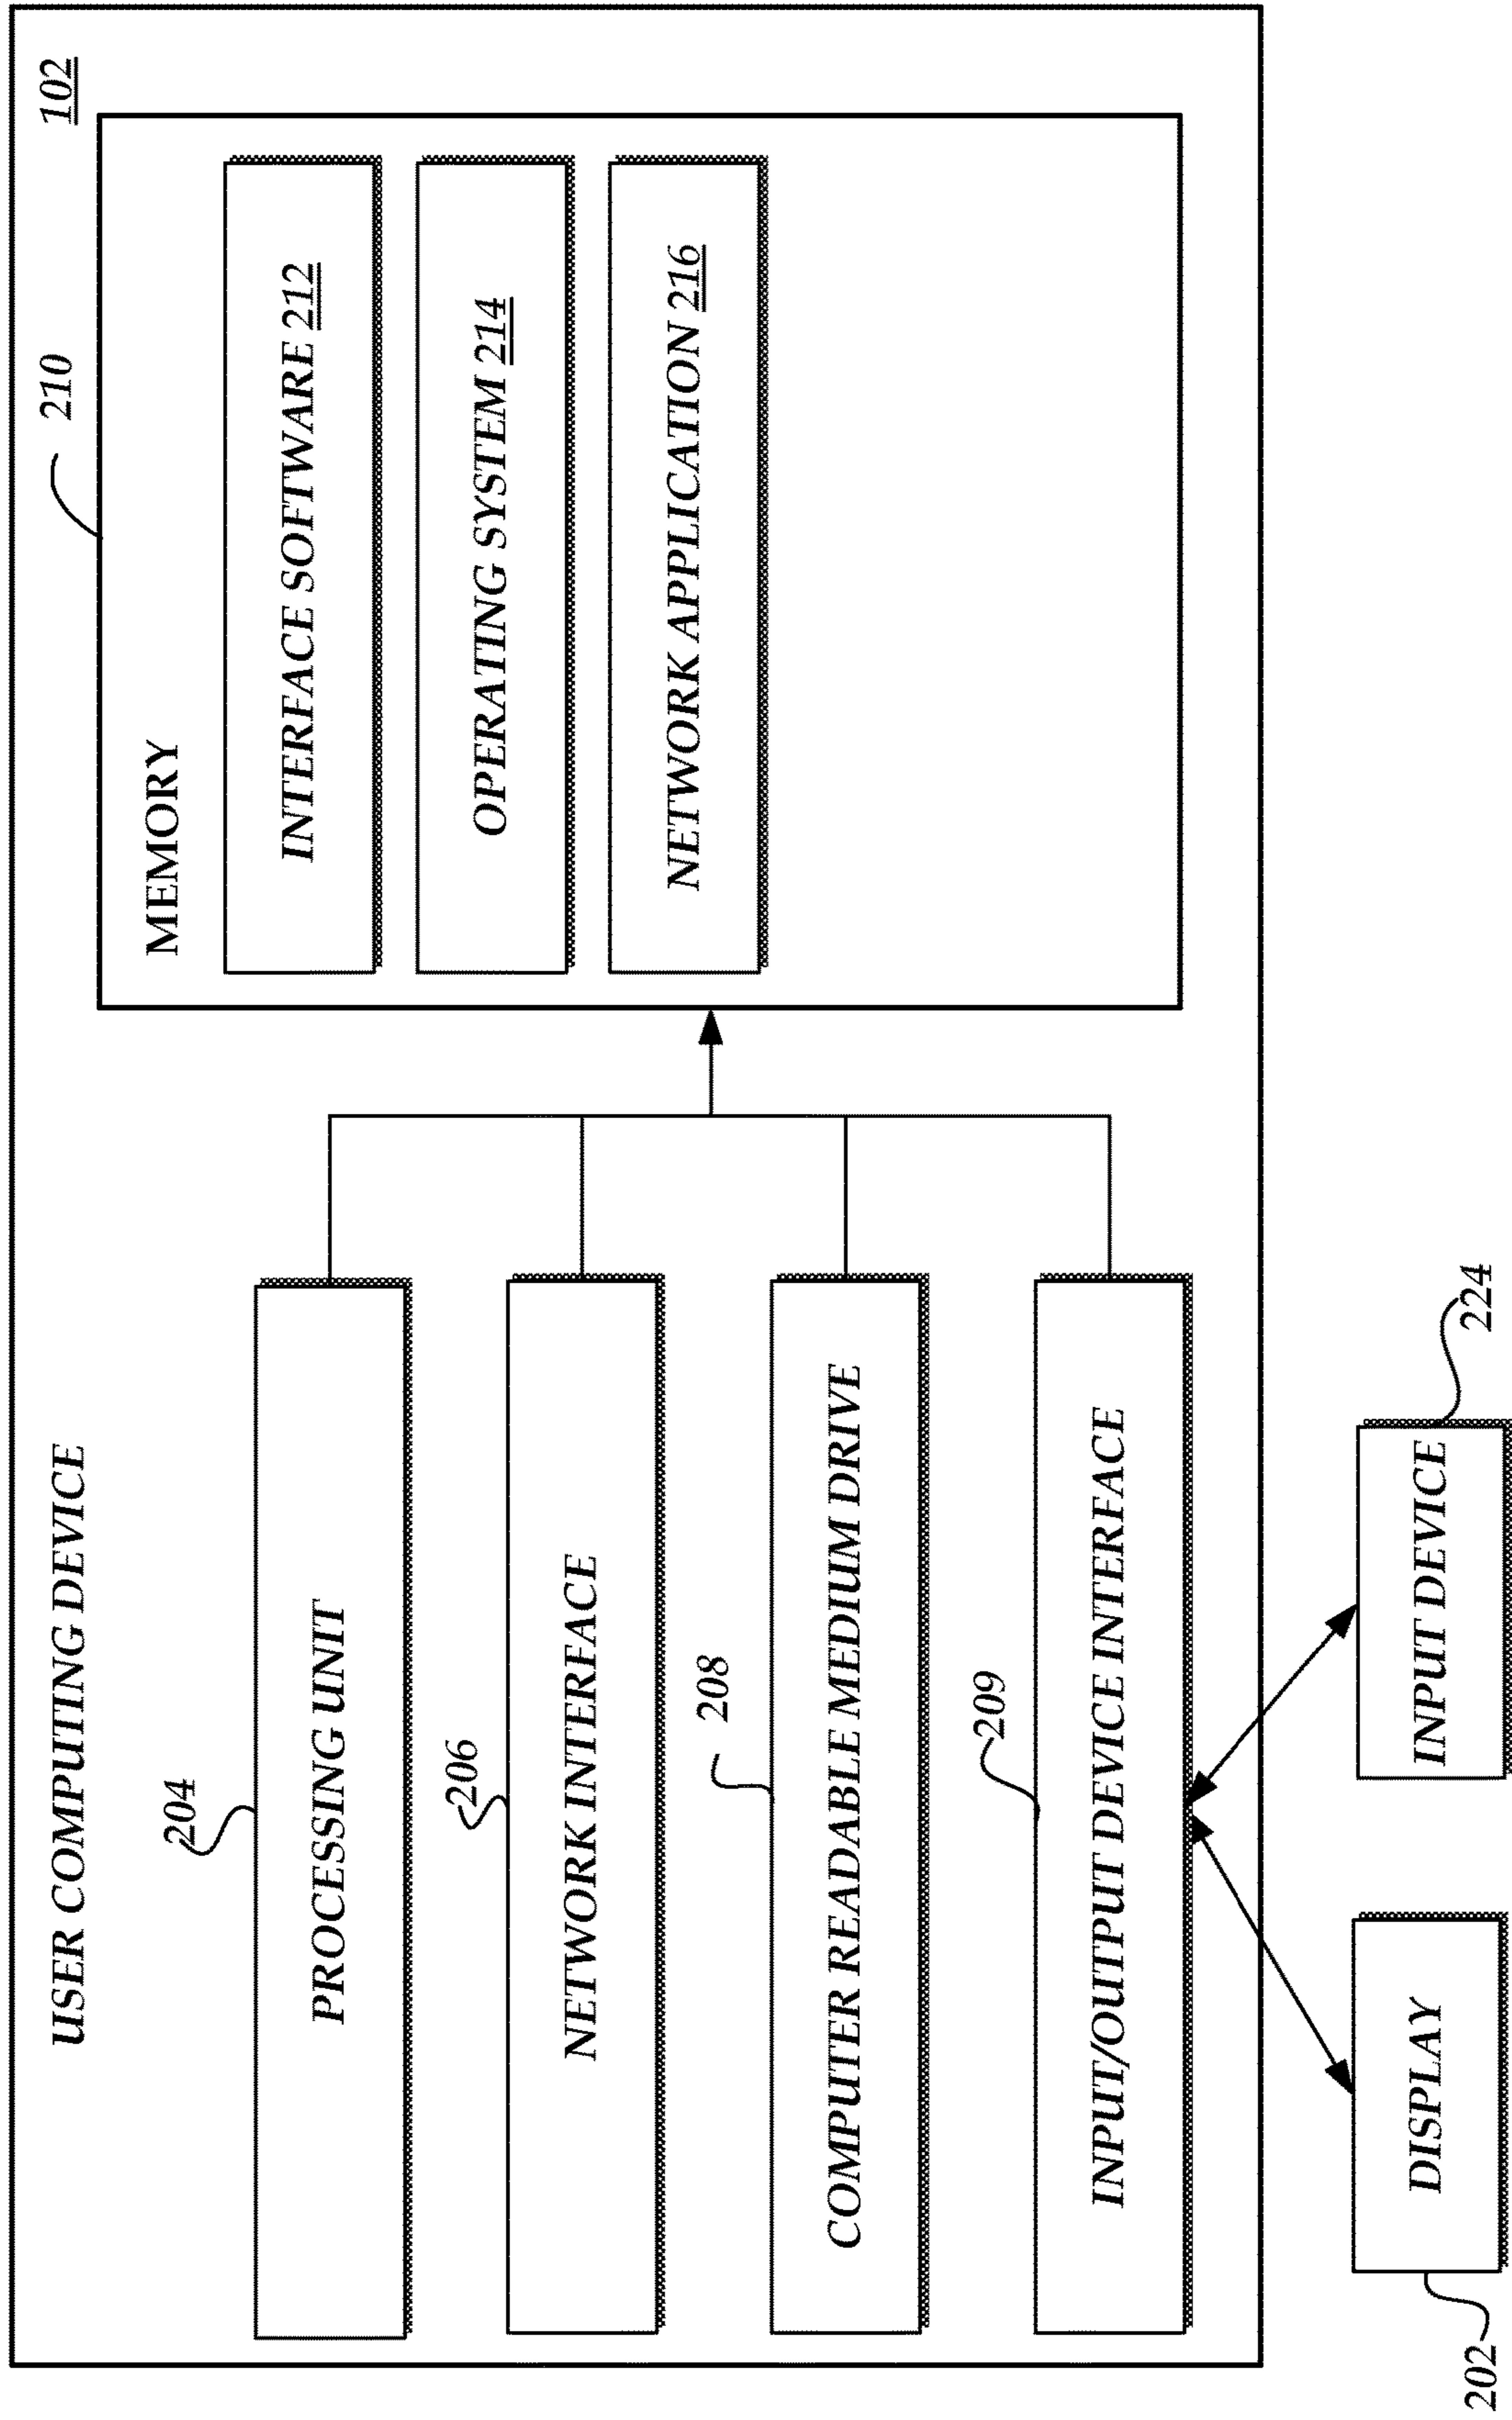 USER COMPUTING DEVICE
102
210
MEMORY
204
PROCESSING UNIT
INTERFACE SOFTWARE 212
206
NETWORK INTERFACE
OPERATING SYSTEM 214
208
COMPUTER READABLE MEDIUM DRIVE
NETWORK APPLICATION 216
209
INPUT/OUTPUT DEVICE INTERFACE
202
DISPLAY
INPUT DEVICE
224